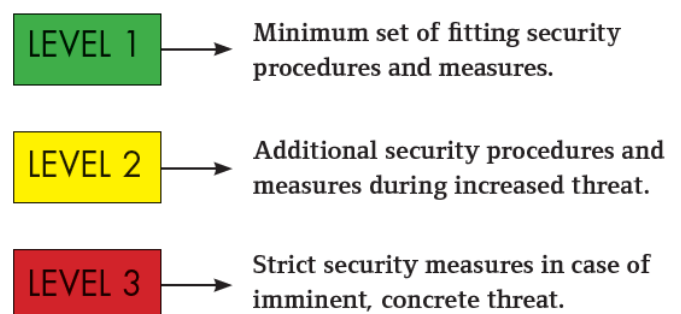 LEVEL 1
Minimum set of fitting security
procedures and measures.
LEVEL 2
Additional security procedures and
measures during increased threat.
LEVEL 3
Strict security measures in case of
imminent, concrete threat.